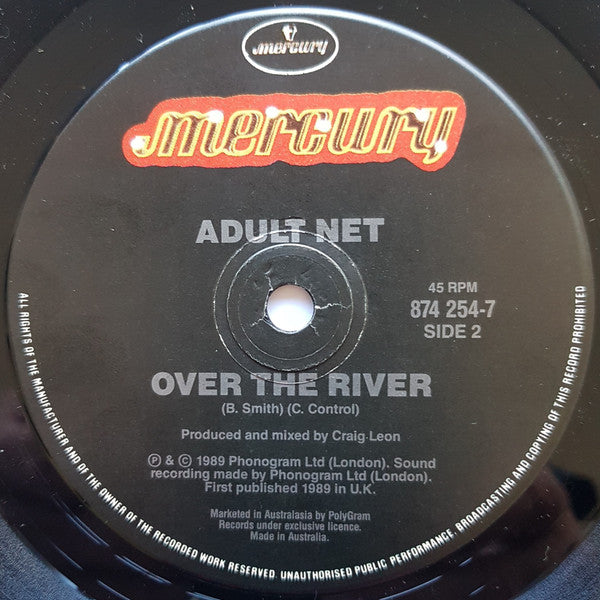 mercury
mercury
ADULT NET
45 RPM
874 254-7
SIDE 2
OVER THE RIVER
(B. Smith) (C. Control)
Produced and mixed by Craig Leon
Ⓟ & © 1989 Phonogram Ltd (London). Sound
recording made by Phonogram Ltd (London).
First published 1989 in U.K.
Marketed in Australasia by PolyGram
Records under exclusive licence.
Made in Australia.
ALL RIGHTS OF THE MANUFACTURER AND OF THE OWNER OF THE RECORDED WORK RESERVED. UNAUTHORISED PUBLIC PERFORMANCE, BROADCASTING AND COPYING OF THIS RECORD PROHIBITED